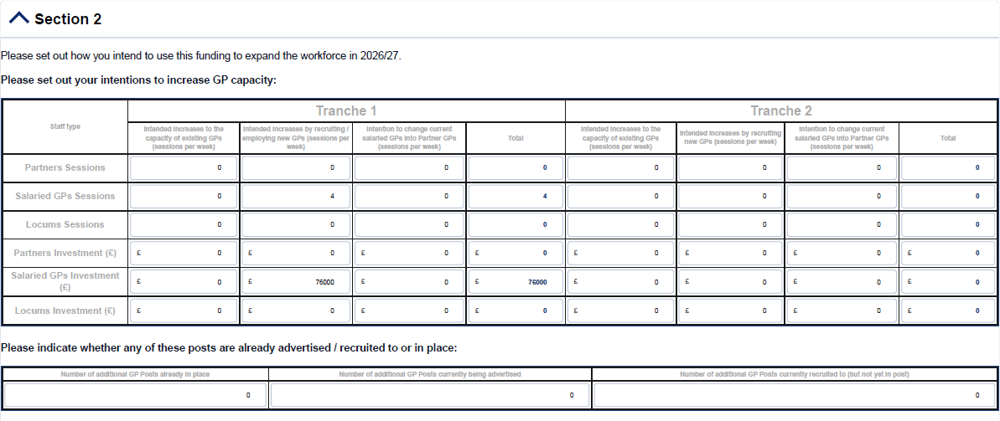 Section 2
Please set out how you intend to use this funding to expand the workforce in 2026/27.
Please set out your intentions to increase GP capacity:
Staff type
Tranche 1
Tranche 2
Intended increases to the capacity of existing GPs (sessions per week)
Intended increases by recruiting / employing new GPs (sessions per week)
Intention to change current salaried GPs into Partner GPs (sessions per week)
Total
Intended increases to the capacity of existing GPs (sessions per week)
Intended increases by recruiting new GPs (sessions per week)
Intention to change current salaried GPs into Partner GPs (sessions per week)
Total
Partners Sessions 0 0 0 0 0 0 0 0
Salaried GPs Sessions 0 4 0 4 0 0 0 0
Locums Sessions 0 0 0 0 0 0 0 0
Partners Investment (£) £ 0 £ 0 £ 0 £ 0 £ 0 £ 0 £ 0 £ 0
Salaried GPs Investment (£) £ 0 £ 76000 £ 0 £ 76000 £ 0 £ 0 £ 0 £ 0
Locums Investment (£) £ 0 £ 0 £ 0 £ 0 £ 0 £ 0 £ 0 £ 0
Please indicate whether any of these posts are already advertised / recruited to or in place:
Number of additional GP Posts already in place
Number of additional GP Posts currently being advertised
Number of additional GP Posts currently recruited to (but not yet in post)
0 0 0